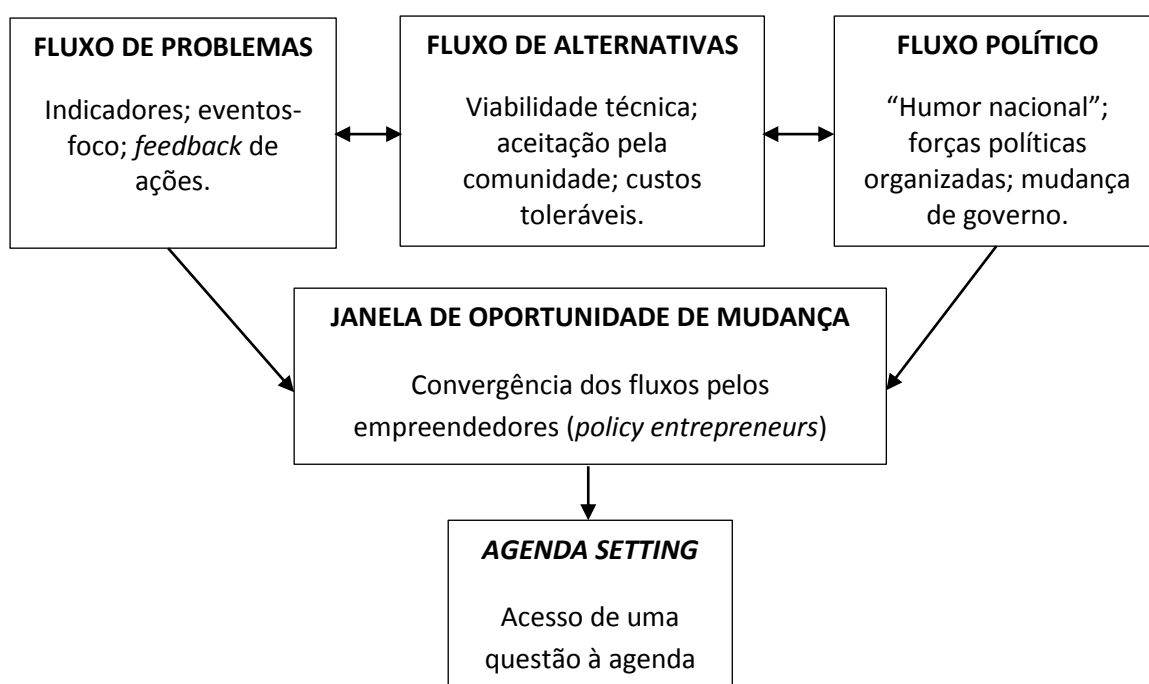 FLUXO DE PROBLEMAS
Indicadores; eventos-
foco; feedback de
ações.
FLUXO DE ALTERNATIVAS
Viabilidade técnica;
aceitação pela
comunidade; custos
toleráveis.
FLUXO POLÍTICO
“Humor nacional”;
forças políticas
organizadas; mudança
de governo.
JANELA DE OPORTUNIDADE DE MUDANÇA
Convergência dos fluxos pelos
empreendedores (policy entrepreneurs)
AGENDA SETTING
Acesso de uma
questão à agenda